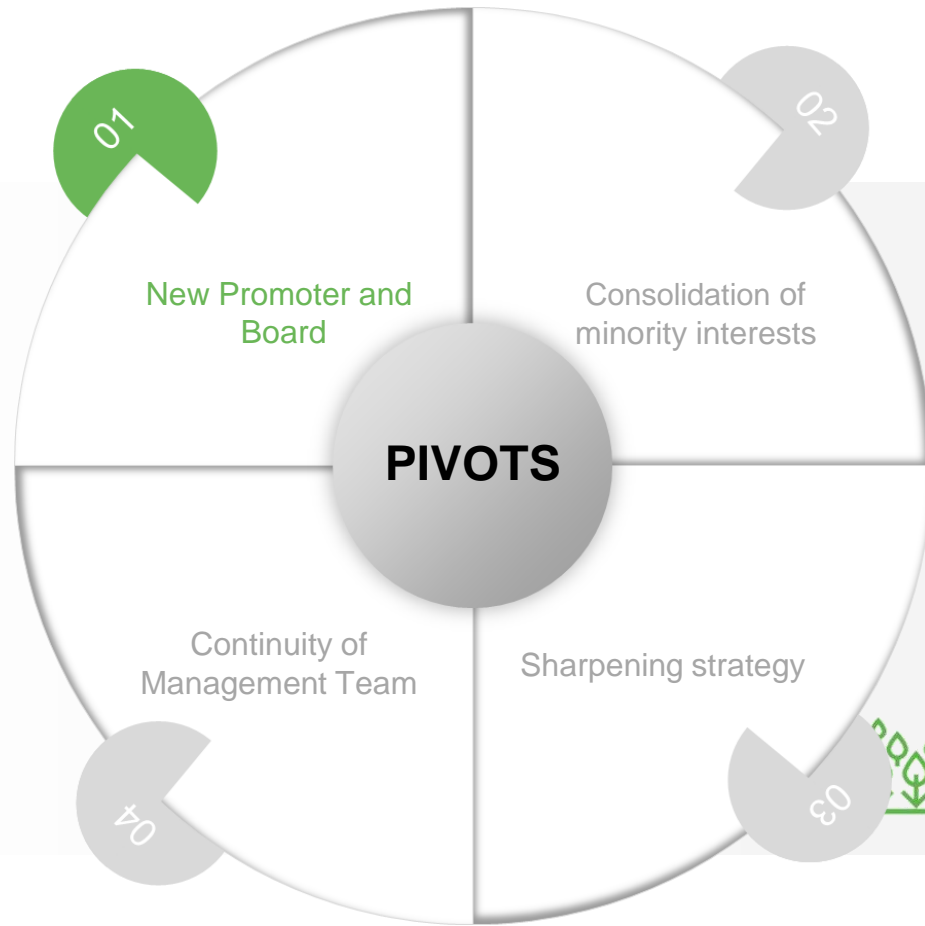 01
New Promoter and
Board
02
Consolidation of
minority interests
PIVOTS
03
Sharpening strategy
04
Continuity of
Management Team